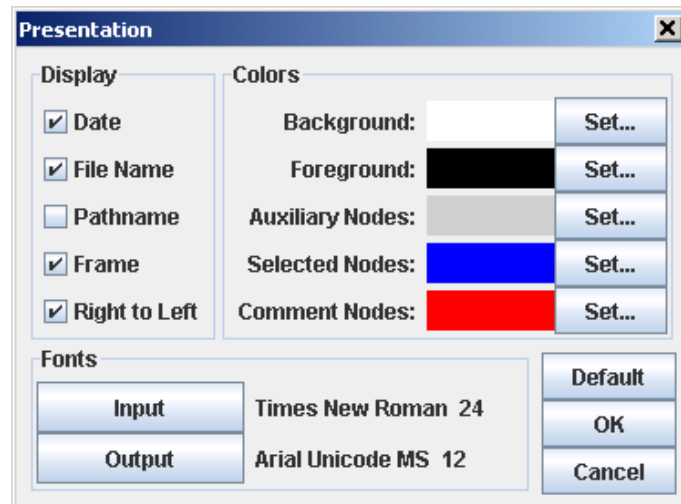 Presentation
Display
Date
File Name
Pathname
Frame
Right to Left
Colors
Background: Set...
Foreground: Set...
Auxiliary Nodes: Set...
Selected Nodes: Set...
Comment Nodes: Set...
Fonts
Input Times New Roman 24
Output Arial Unicode MS 12
Default
OK
Cancel